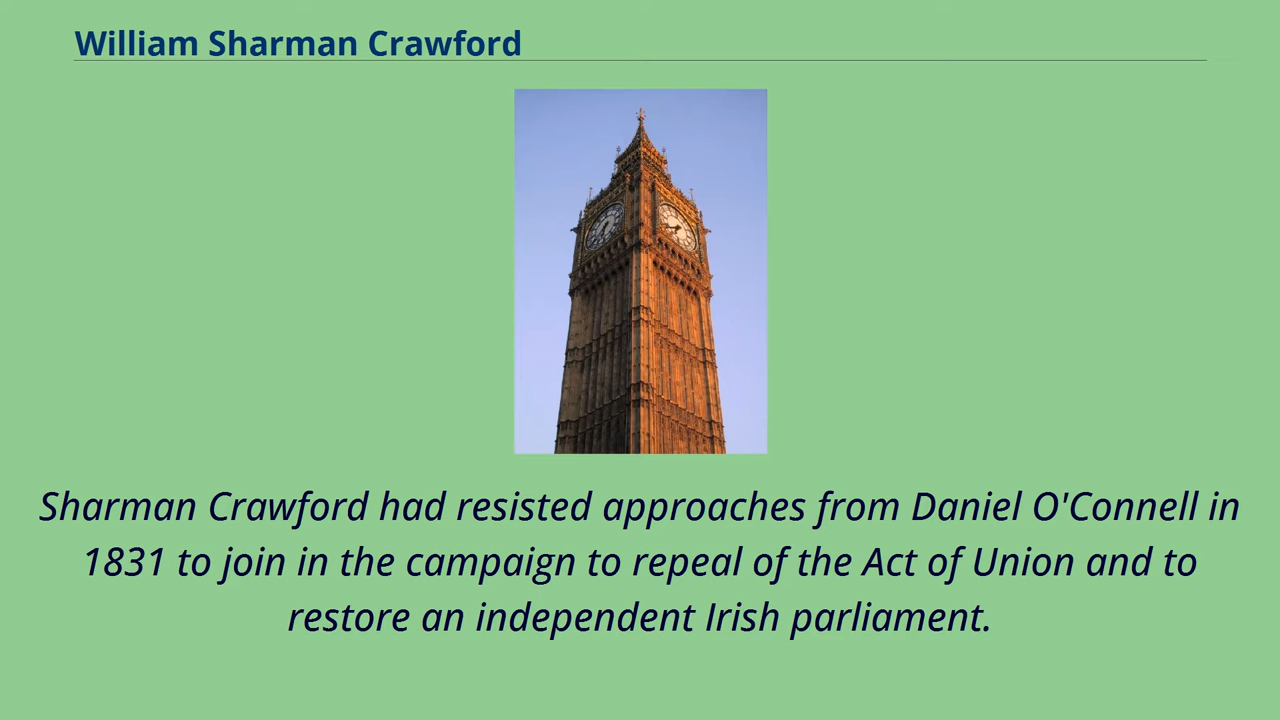 William Sharman Crawford
Sharman Crawford had resisted approaches from Daniel O'Connell in
1831 to join in the campaign to repeal of the Act of Union and to
restore an independent Irish parliament.